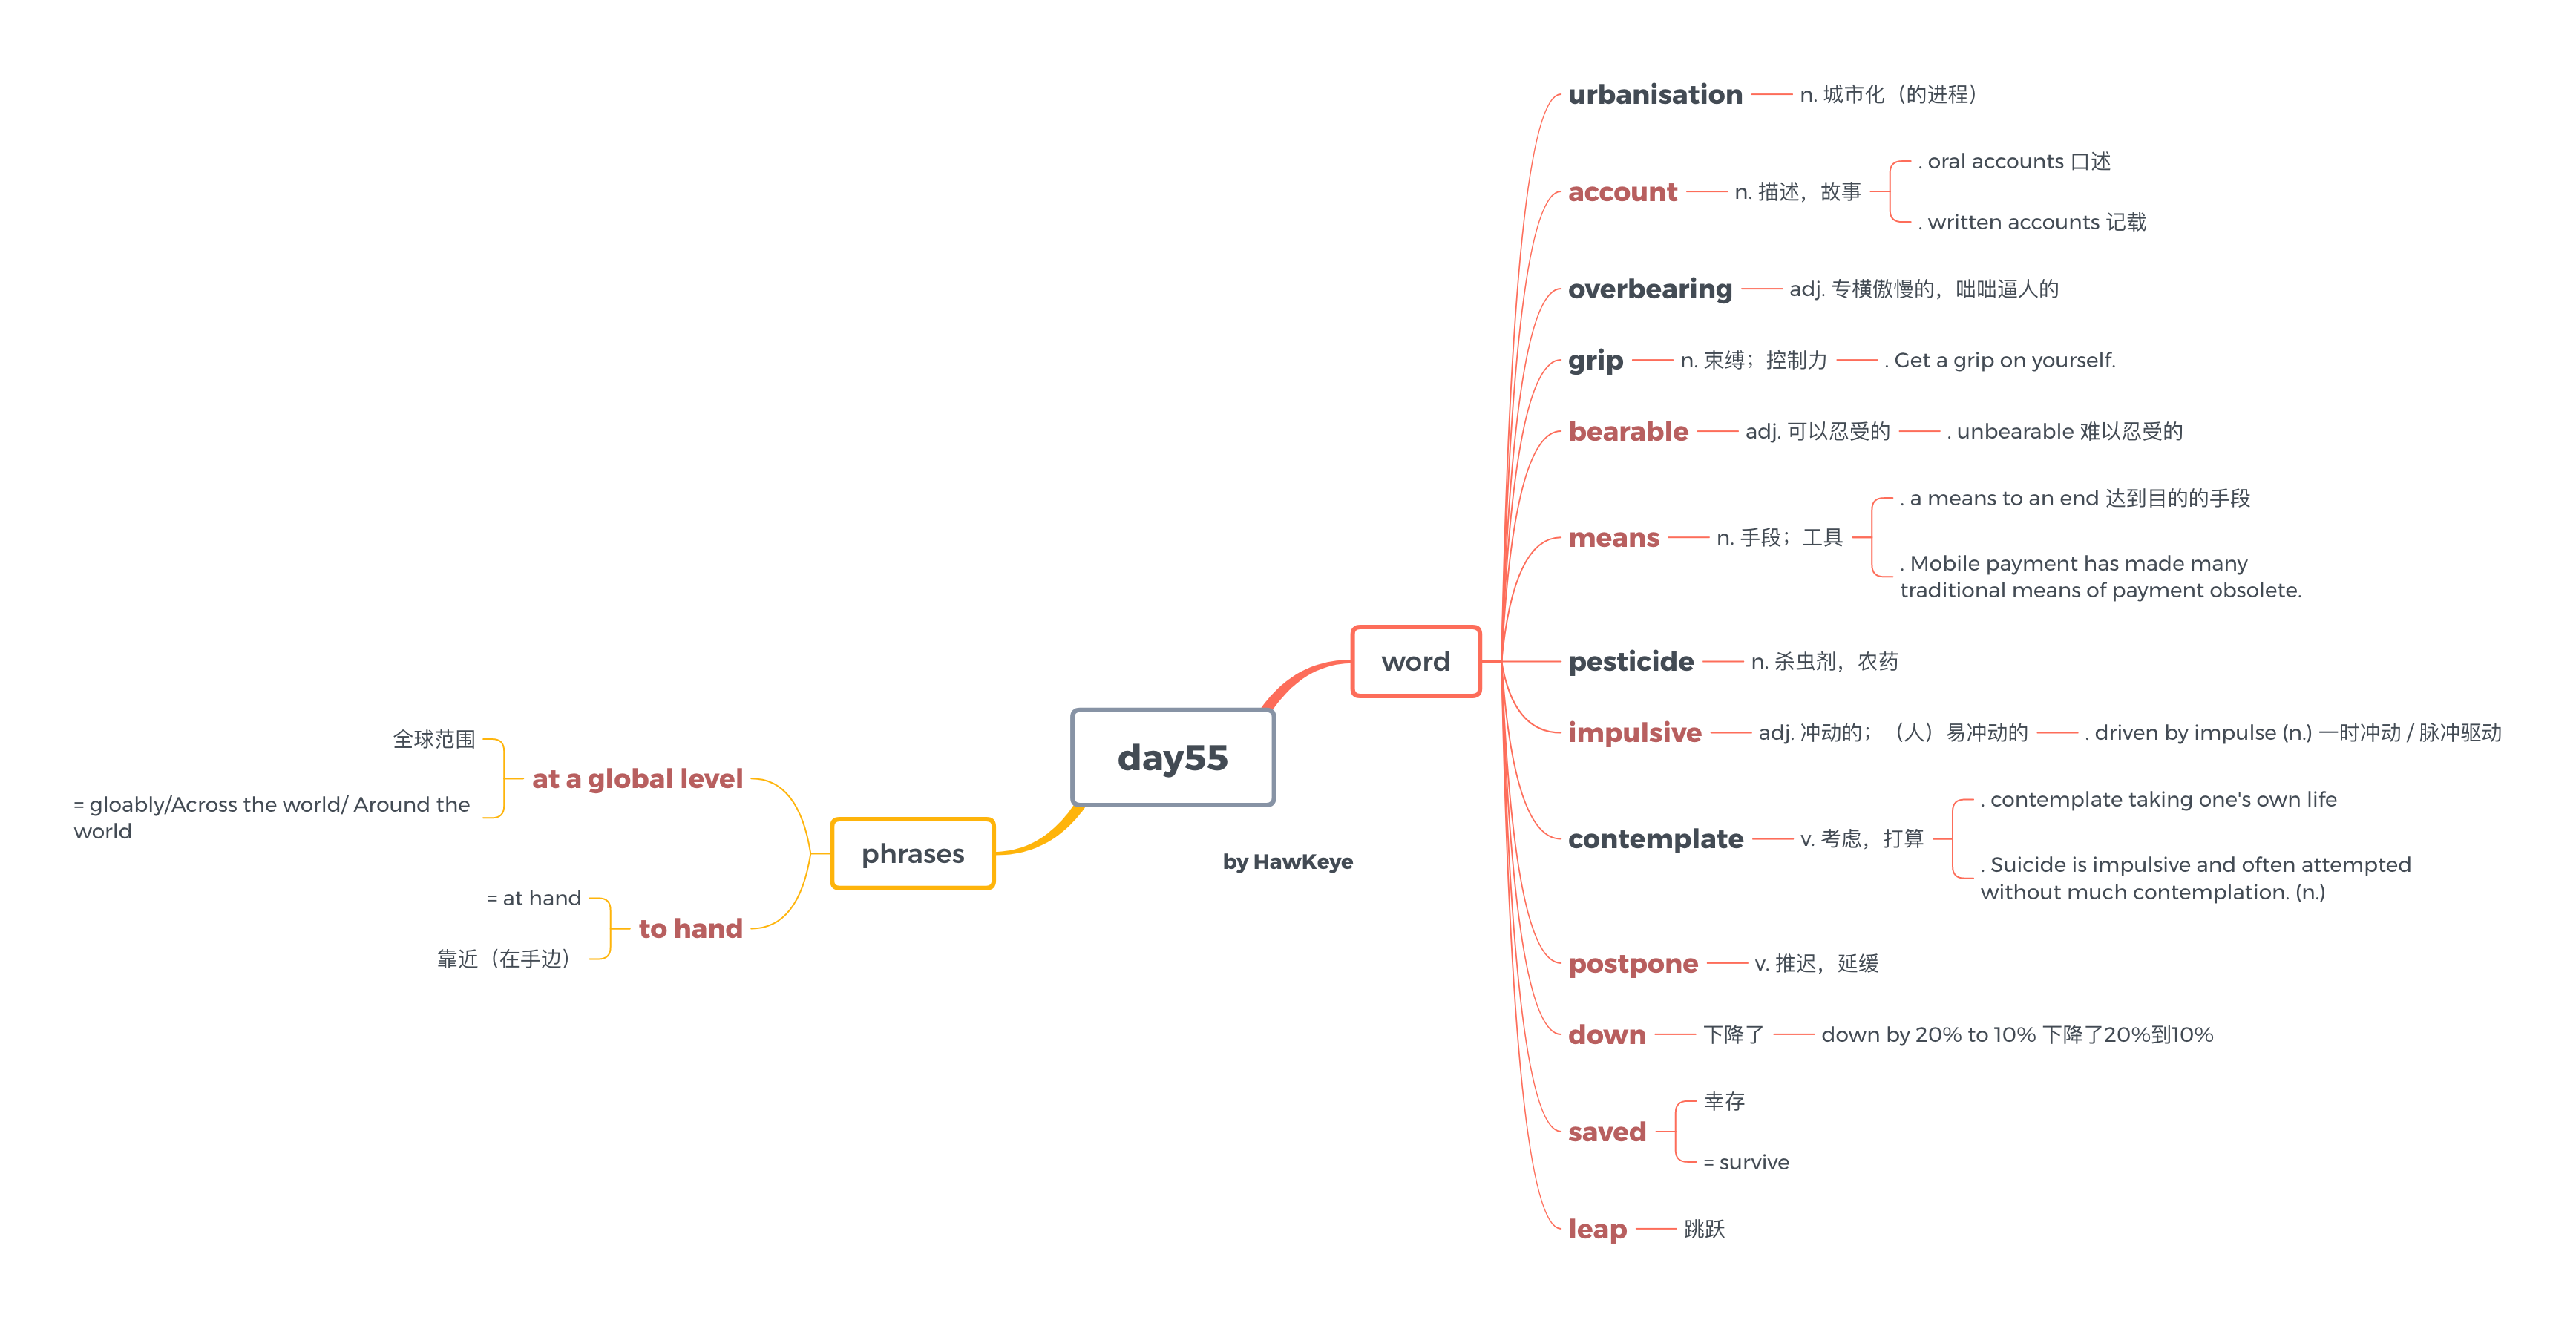 day55
by HawKeye
word
urbanisation
n. 城市化（的进程）
account
n. 描述，故事
. oral accounts 口述
. written accounts 记载
overbearing
adj. 专横傲慢的，咄咄逼人的
grip
n. 束缚；控制力
. Get a grip on yourself.
bearable
adj. 可以忍受的
. unbearable 难以忍受的
means
n. 手段；工具
. a means to an end 达到目的的手段
. Mobile payment has made many
traditional means of payment obsolete.
pesticide
n. 杀虫剂，农药
impulsive
adj. 冲动的；（人）易冲动的
. driven by impulse (n.) 一时冲动 / 脉冲驱动
contemplate
v. 考虑，打算
. contemplate taking one's own life
. Suicide is impulsive and often attempted
without much contemplation. (n.)
postpone
v. 推迟，延缓
down
下降了
down by 20% to 10% 下降了20%到10%
saved
幸存
= survive
leap
跳跃
phrases
at a global level
全球范围
= gloably/Across the world/ Around the
world
to hand
= at hand
靠近（在手边）